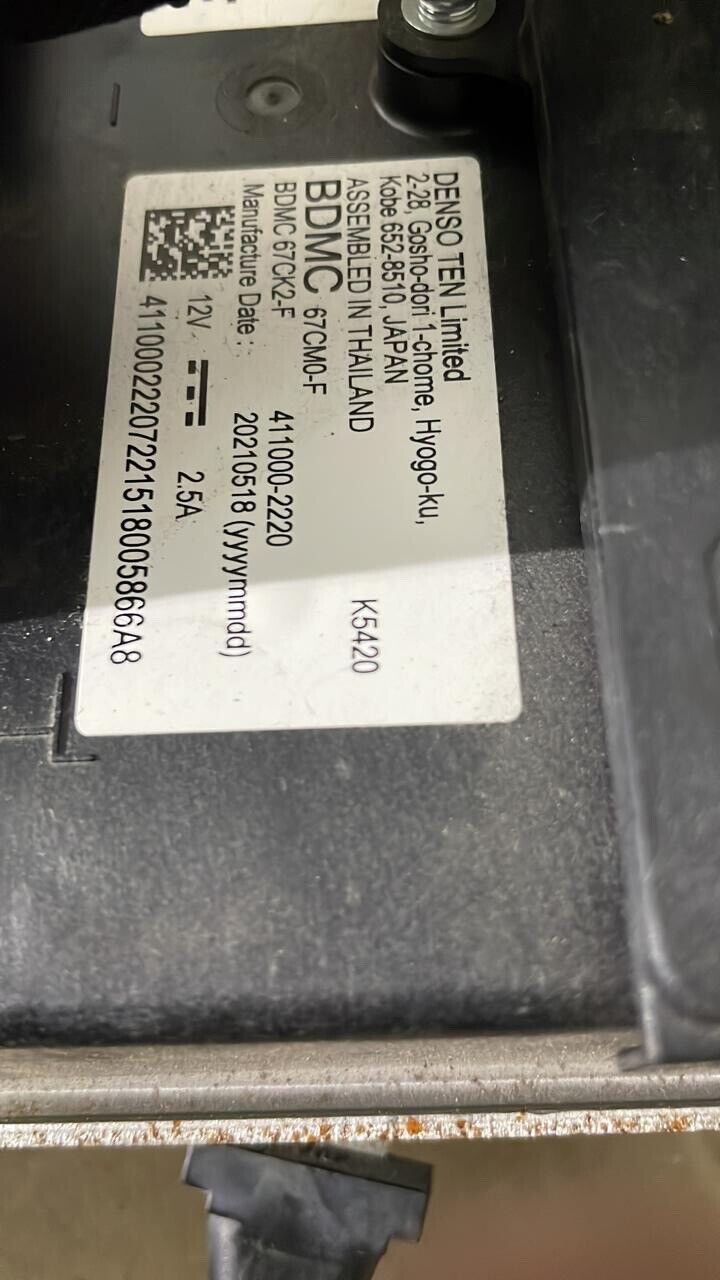 DENSO TEN Limited
2-28, Gosho-dori 1-chome, Hyogo-ku,
Kobe 652-8510, JAPAN
ASSEMBLED IN THAILAND K5420
BDMC 67CM0-F
BDMC 67CK2-F 411000-2220
Manufacture Date : 20210518 (yyyymmdd)
12V 2.5A
41100022207221518005866A8